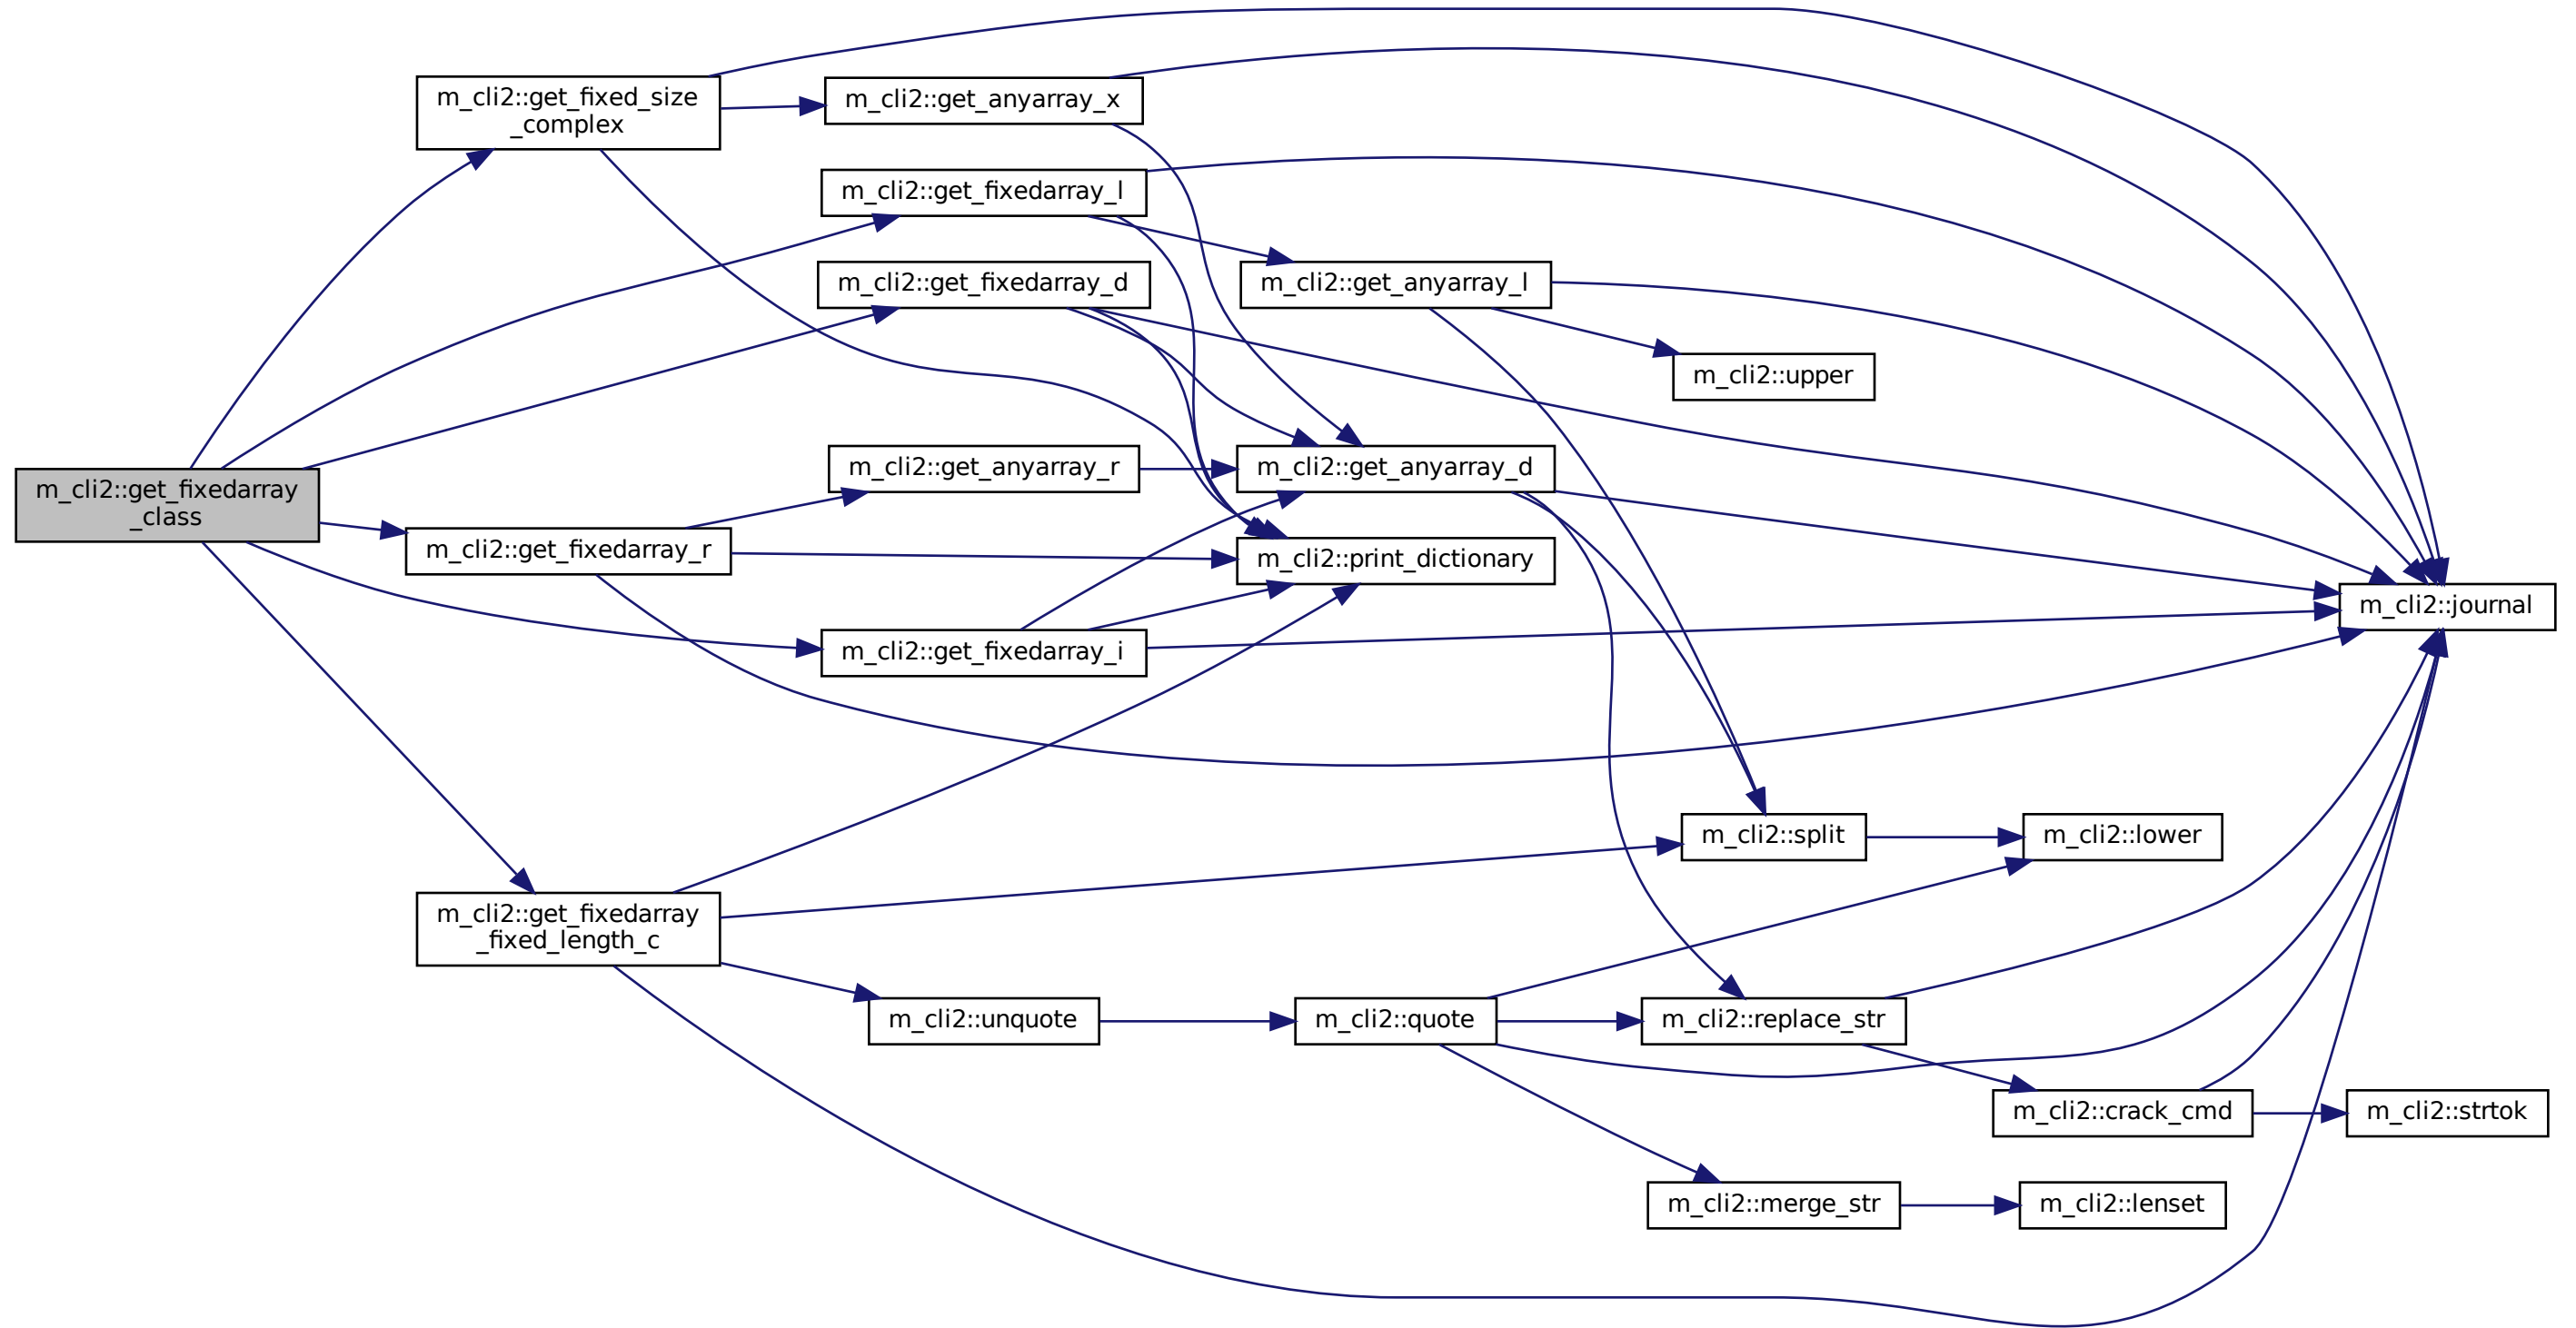 m_cli2::get_fixed_size
_complex
m_cli2::get_anyarray_x
m_cli2::get_fixedarray_l
m_cli2::get_fixedarray_d
m_cli2::get_anyarray_l
m_cli2::upper
m_cli2::get_anyarray_r
m_cli2::get_anyarray_d
m_cli2::get_fixedarray
_class
m_cli2::get_fixedarray_r
m_cli2::print_dictionary
m_cli2::journal
m_cli2::get_fixedarray_i
m_cli2::split
m_cli2::lower
m_cli2::get_fixedarray
_fixed_length_c
m_cli2::unquote
m_cli2::quote
m_cli2::replace_str
m_cli2::crack_cmd
m_cli2::strtok
m_cli2::merge_str
m_cli2::lenset